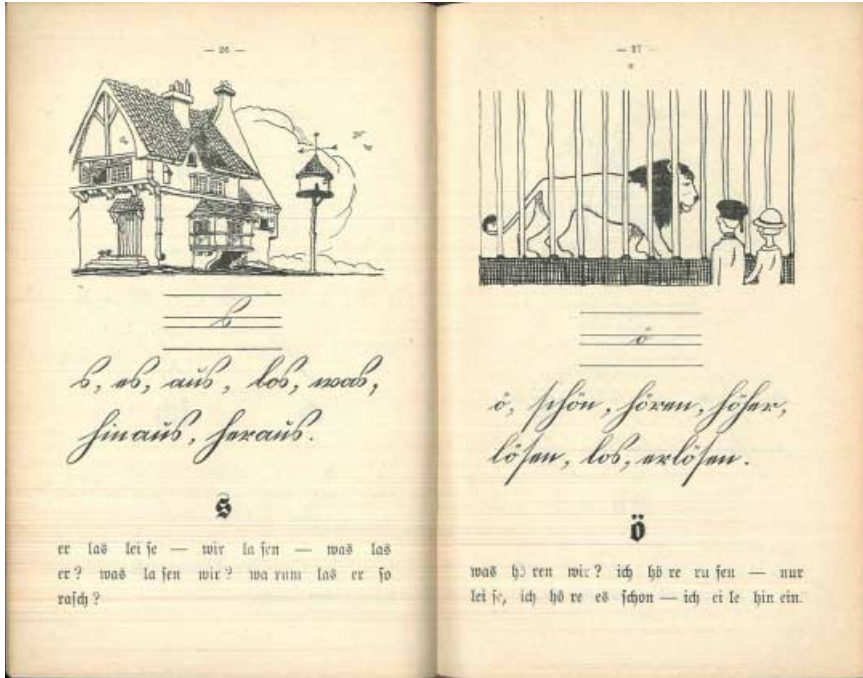 — 26 —
s
s, es, aus, los, was,
hinaus, heraus.
s
er las lei se — wir la sen — was las
er? was la sen wir? wa rum las er so
rasch?
— 27 —
ö
ö, schön, hören, höher,
lösen, los, erlösen.
ö
was hö ren wir? ich hö re ru fen — nur
lei se, ich hö re es schon — ich ei le hin ein.